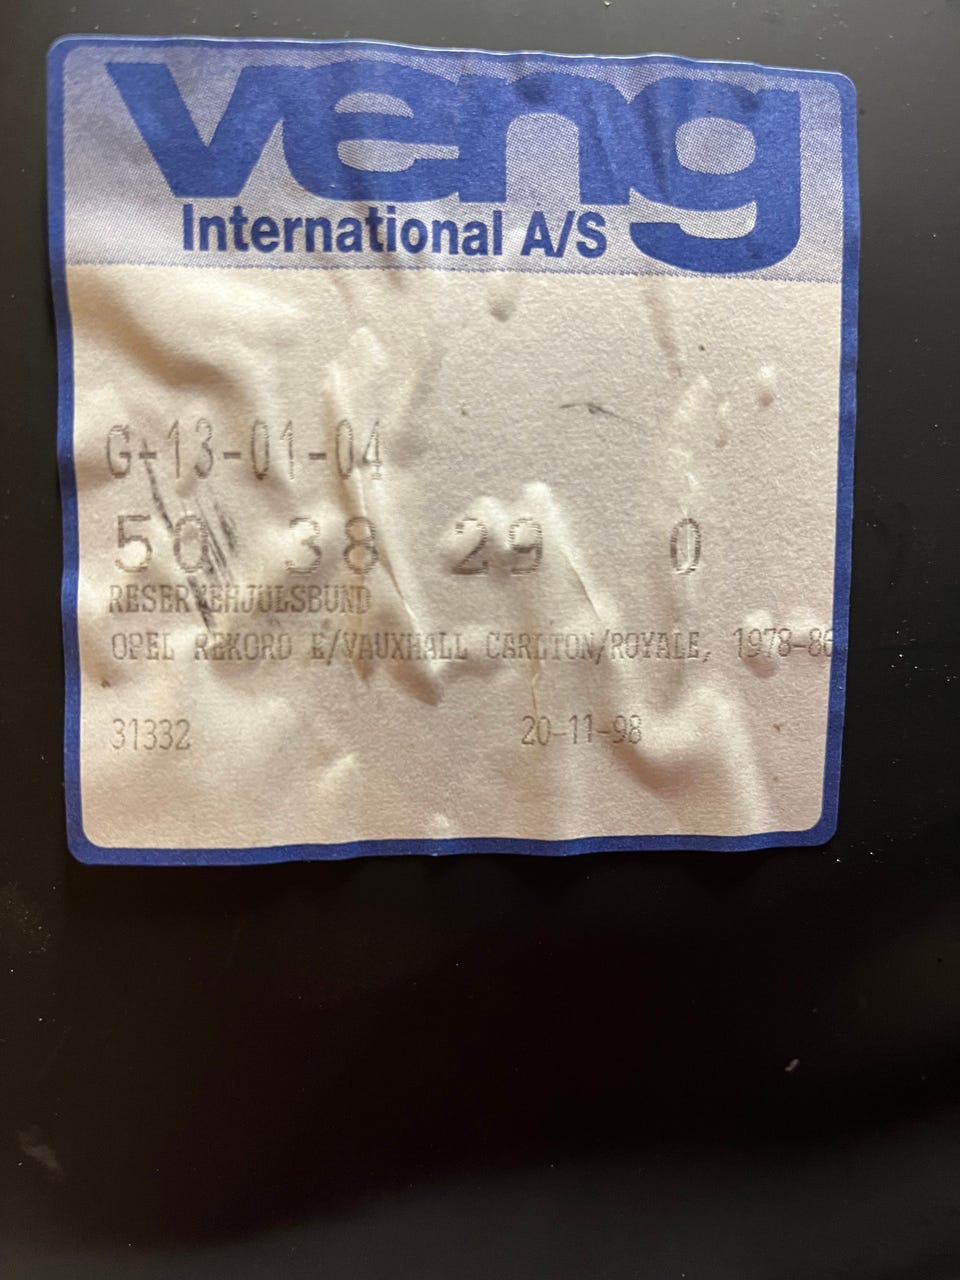 veng
International A/S
G-13-01-04
50 38 29 0
RESERVEHJULSBUND
OPEL REKORD E/VAUXHALL CARLTON/ROYALE, 1978-86
31332 20-11-98